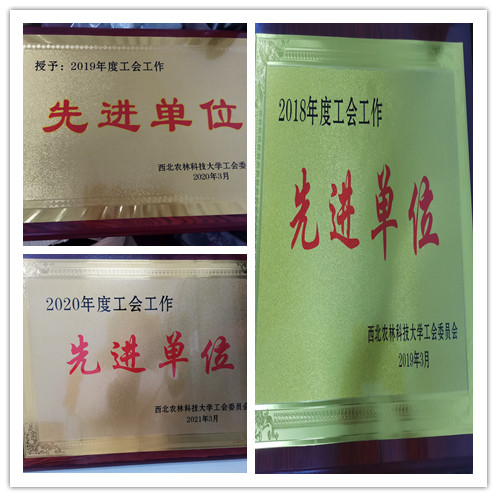 授予：2019年度工会工作
先进单位
西北农林科技大学工会委
2020年3月
2020年度工会工作
先进单位
西北农林科技大学工会委员会
2021年3月
2018年度工会工作
先进单位
西北农林科技大学工会委员会
2019年3月